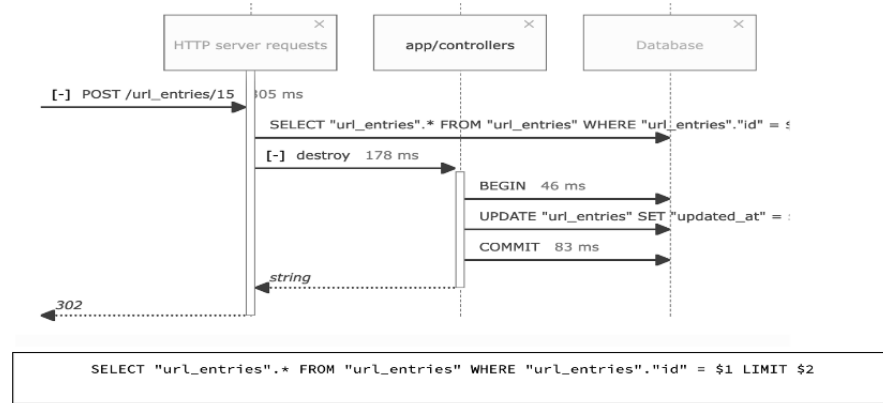 HTTP server requests
app/controllers
Database
[-] POST /url_entries/15 305 ms
SELECT "url_entries".* FROM "url_entries" WHERE "url_entries"."id" =
[-] destroy 178 ms
BEGIN 46 ms
UPDATE "url_entries" SET "updated_at" =
COMMIT 83 ms
string
302
SELECT "url_entries".* FROM "url_entries" WHERE "url_entries"."id" = $1 LIMIT $2